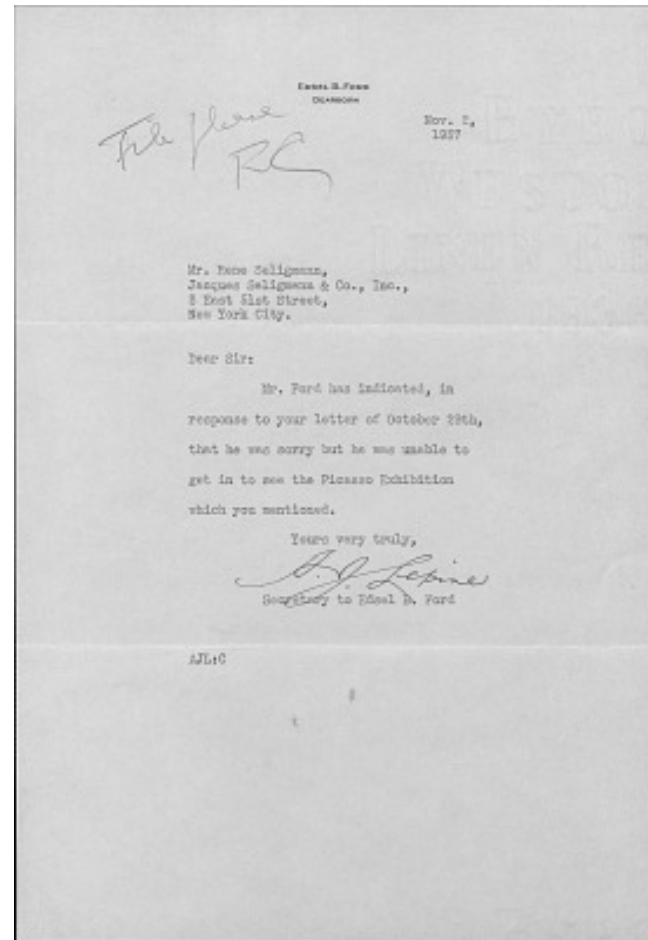 EDSEL B. FORD
DEARBORN
File please
Nov. 2,
1937
Mr. Rene Seligmann,
Jacques Seligmann & Co., Inc.,
East 51st Street,
New York City.
Dear Sir:
Mr. Ford has indicated, in
response to your letter of October 29th,
that he was sorry but he was unable to
get in to see the Picasso Exhibition
which you mentioned.
Yours very truly,
A. J. Lepine
Secretary to Edsel B. Ford
AJL:C